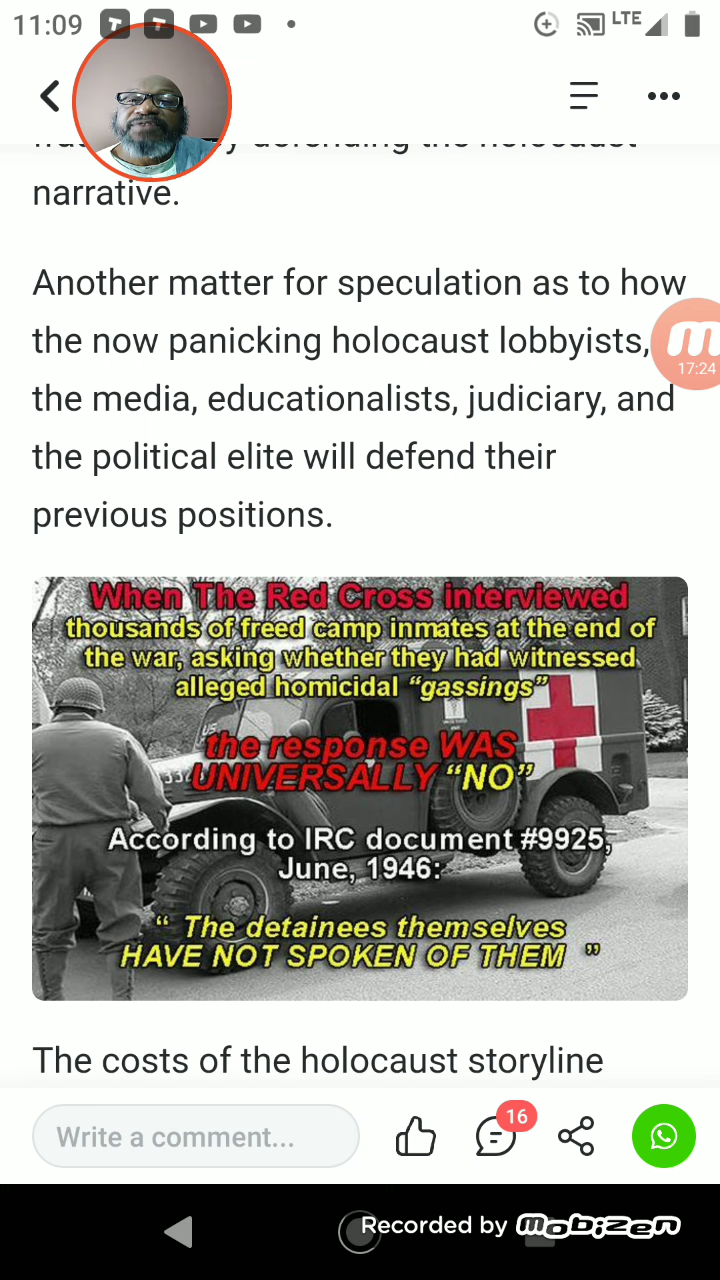 11:09
LTE
narrative.
Another matter for speculation as to how
the now panicking holocaust lobbyists,
17:24
the media, educationalists, judiciary, and
the political elite will defend their
previous positions.
When The Red Cross interviewed
thousands of freed camp inmates at the end of
the war, asking whether they had witnessed
alleged homicidal “gassings”
the response WAS
UNIVERSALLY “NO”
According to IRC document #9925,
June, 1946:
“ The detainees themselves
HAVE NOT SPOKEN OF THEM ”
The costs of the holocaust storyline
Write a comment...
16
Recorded by mobizen